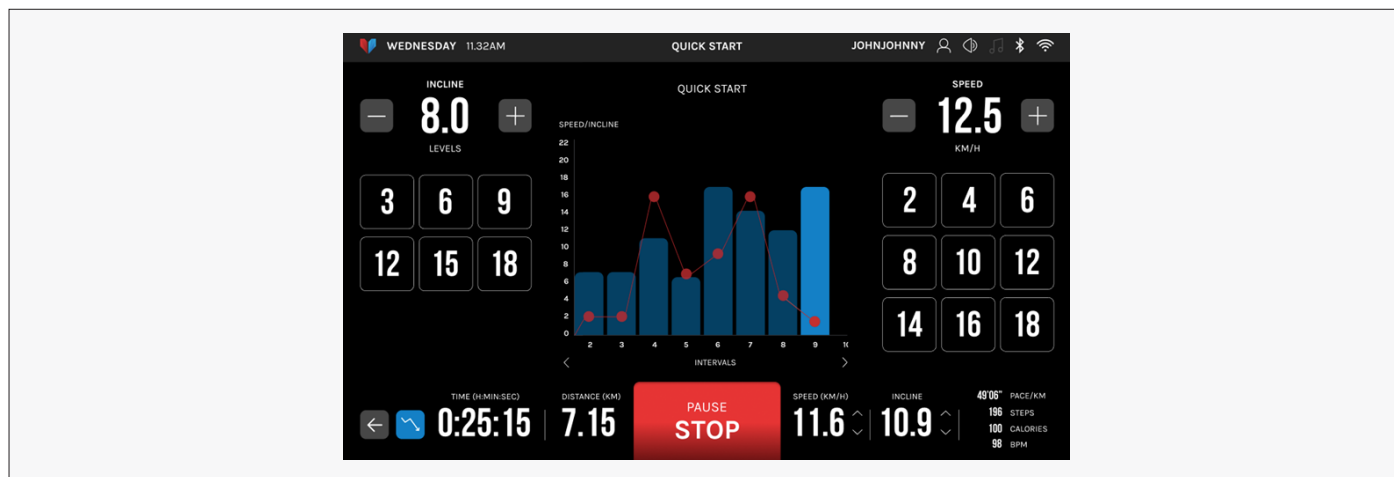 WEDNESDAY 11.32AM
QUICK START
JOHNJOHNNY
INCLINE
8.0
LEVELS
3 6 9
12 15 18
QUICK START
SPEED/INCLINE
22
20
18
16
14
12
10
8
6
4
2
0
2 3 4 5 6 7 8 9
INTERVALS
SPEED
12.5
KM/H
2 4 6
8 10 12
14 16 18
TIME (H:MIN:SEC)
0:25:15
DISTANCE (KM)
7.15
PAUSE
STOP
SPEED (KM/H)
11.6
INCLINE
10.9
49'06" PACE/KM
196 STEPS
100 CALORIES
98 BPM